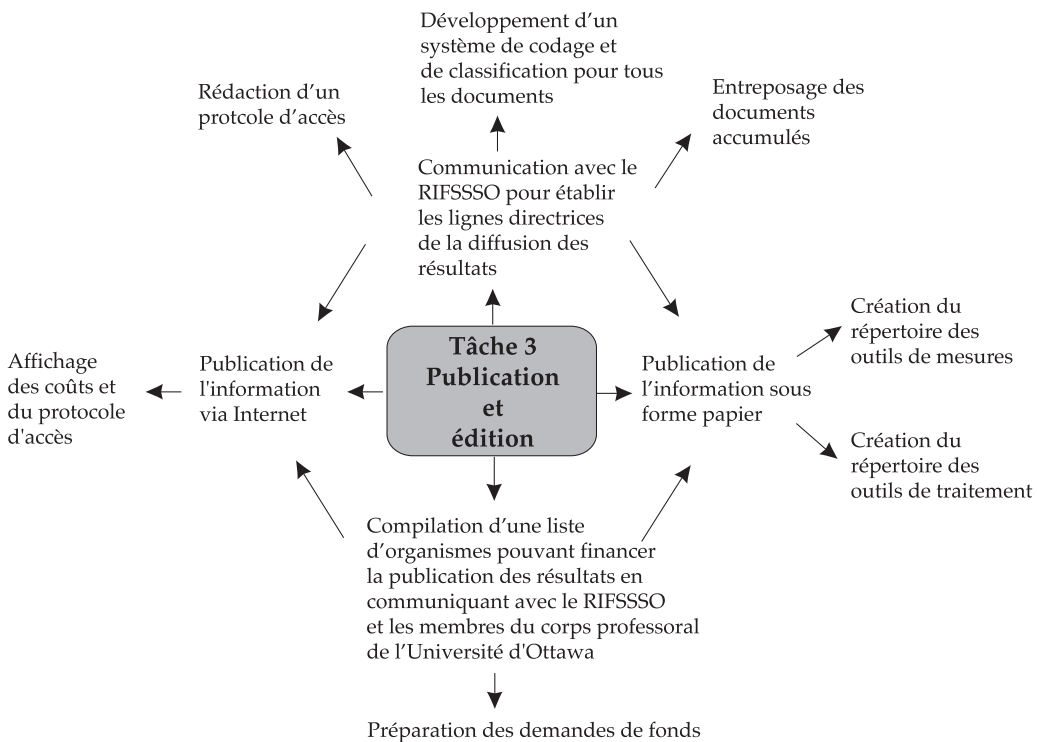 Développement d’un
système de codage et
de classification pour tous
les documents
Rédaction d’un
protcole d’accès
Entreposage des
documents
accumulés
Communication avec le
RIFSSSO pour établir
les lignes directrices
de la diffusion des
résultats
Affichage
des coûts et
du protocole
d'accès
Publication de
l'information
via Internet
Tâche 3
Publication
et
édition
Publication de
l’information sous
forme papier
Création du
répertoire des
outils de mesures
Création du
répertoire des
outils de traitement
Compilation d’une liste
d’organismes pouvant financer
la publication des résultats en
communiquant avec le RIFSSSO
et les membres du corps professoral
de l’Université d'Ottawa
Préparation des demandes de fonds